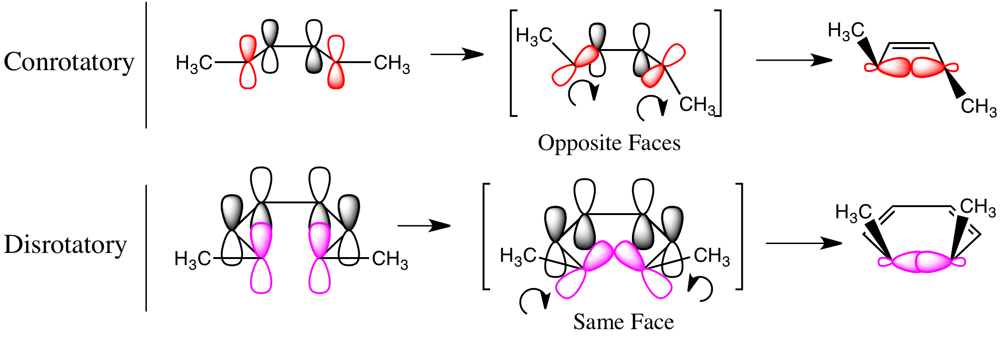 Conrotatory
H₃C
CH₃
H₃C
CH₃
H₃C
CH₃
Opposite Faces
Disrotatory
H₃C
CH₃
H₃C
CH₃
H₃C
CH₃
Same Face